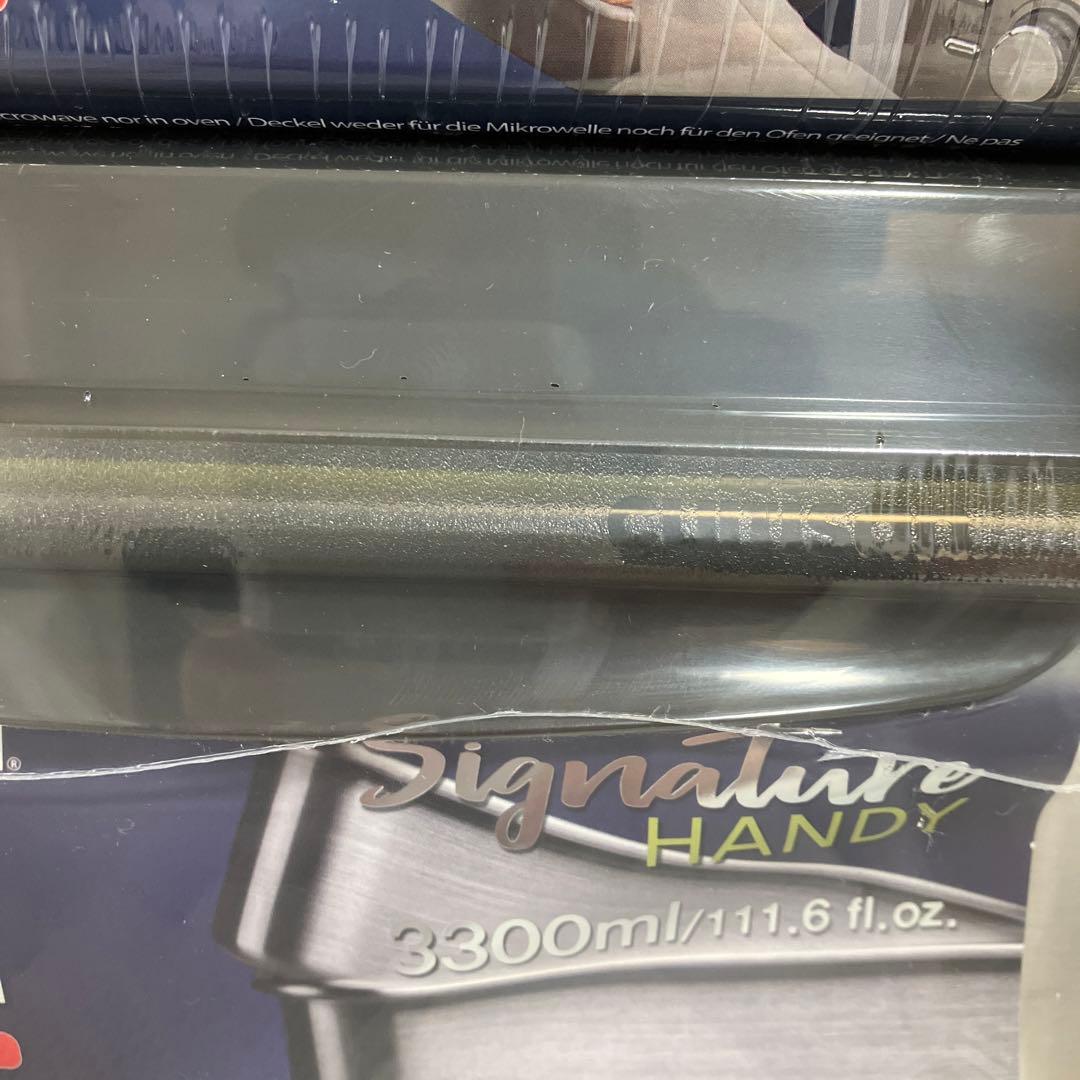 crowave nor in oven / Deckel weder für die Mikrowelle noch für den Ofen geeignet / Ne pas
®
Signature
HANDY
3300ml/111.6 fl.oz.